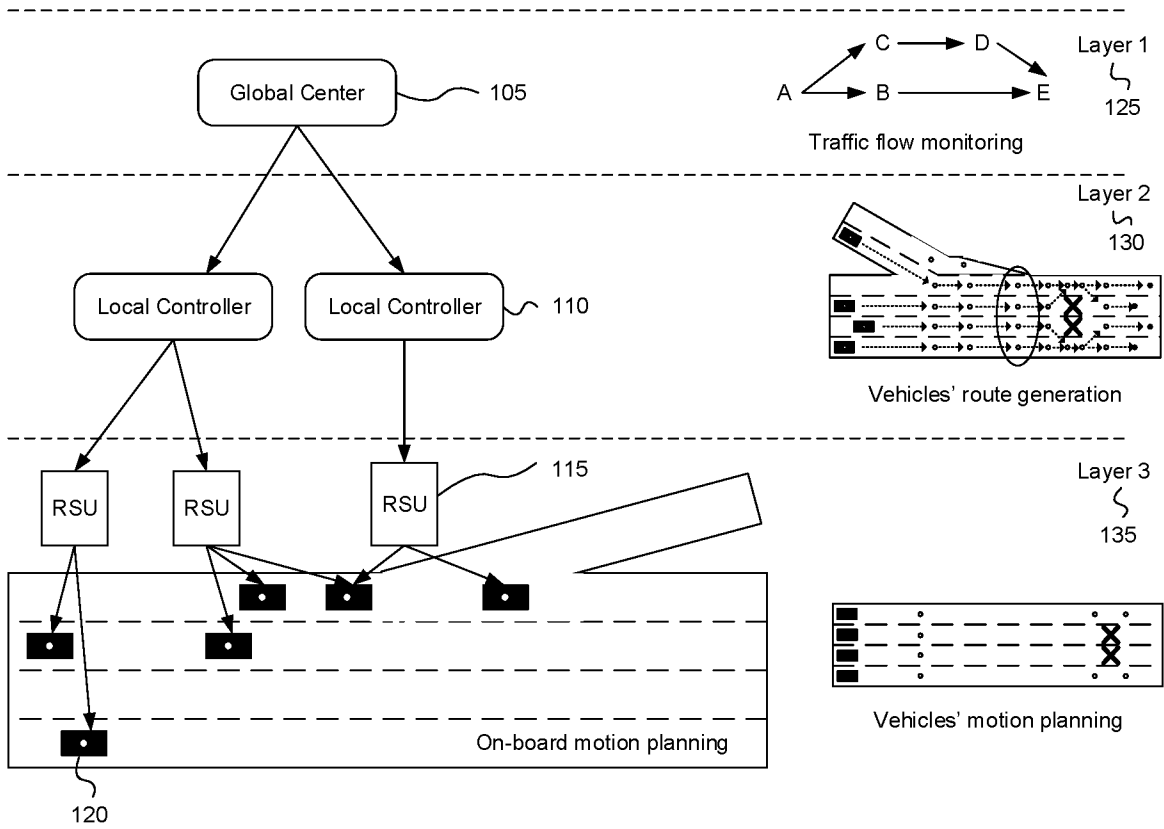 C D Layer 1
Global Center 105
A B E
125
Traffic flow monitoring
Layer 2
130
Local Controller Local Controller 110
Vehicles' route generation
115
Layer 3
RSU RSU RSU
135
Vehicles' motion planning
On-board motion planning
120